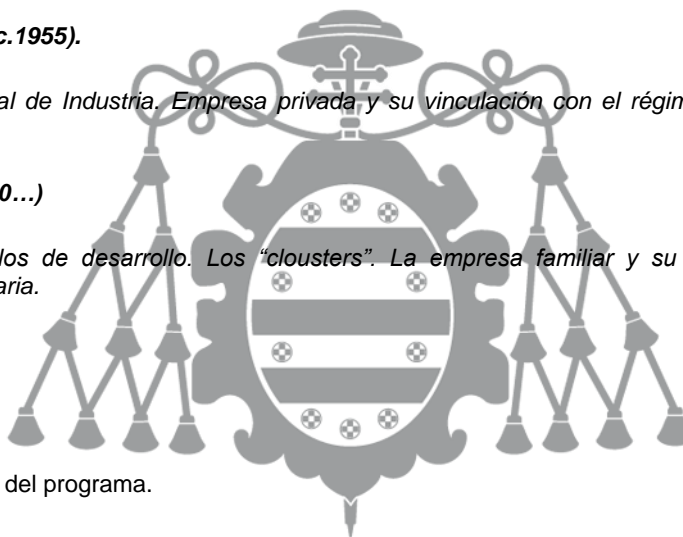 c.1955).
al de Industria. Empresa privada y su vinculación con el régim
0…)
los de desarrollo. Los “clousters”. La empresa familiar y su
aria.
del programa.